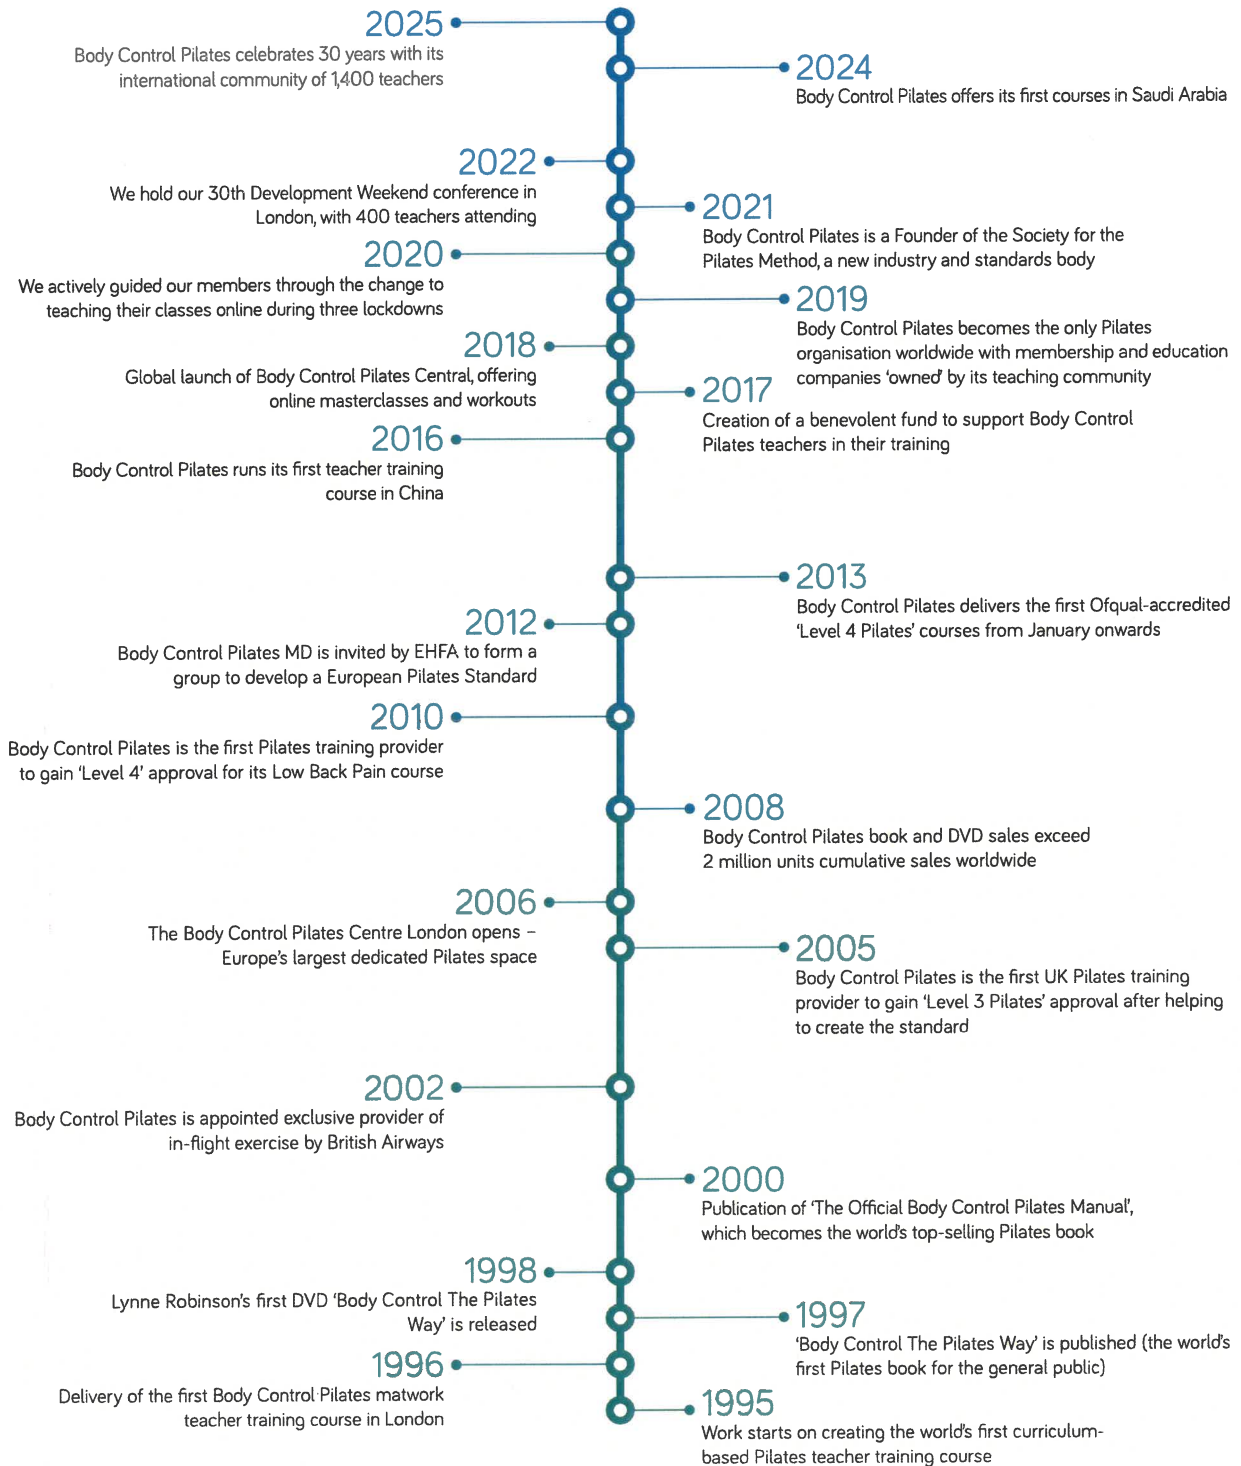 2025
Body Control Pilates celebrates 30 years with its
international community of 1,400 teachers
2024
Body Control Pilates offers its first courses in Saudi Arabia
2022
We hold our 30th Development Weekend conference in
London, with 400 teachers attending
2021
Body Control Pilates is a Founder of the Society for the
Pilates Method, a new industry and standards body
2020
We actively guided our members through the change to
teaching their classes online during three lockdowns
2019
Body Control Pilates becomes the only Pilates
organisation worldwide with membership and education
companies ‘owned’ by its teaching community
2018
Global launch of Body Control Pilates Central, offering
online masterclasses and workouts
2017
Creation of a benevolent fund to support Body Control
Pilates teachers in their training
2016
Body Control Pilates runs its first teacher training
course in China
2013
Body Control Pilates delivers the first Ofqual-accredited
‘Level 4 Pilates’ courses from January onwards
2012
Body Control Pilates MD is invited by EHFA to form a
group to develop a European Pilates Standard
2010
Body Control Pilates is the first Pilates training provider
to gain ‘Level 4’ approval for its Low Back Pain course
2008
Body Control Pilates book and DVD sales exceed
2 million units cumulative sales worldwide
2006
The Body Control Pilates Centre London opens –
Europe’s largest dedicated Pilates space
2005
Body Control Pilates is the first UK Pilates training
provider to gain ‘Level 3 Pilates’ approval after helping
to create the standard
2002
Body Control Pilates is appointed exclusive provider of
in-flight exercise by British Airways
2000
Publication of ‘The Official Body Control Pilates Manual’,
which becomes the world’s top-selling Pilates book
1998
Lynne Robinson’s first DVD ‘Body Control The Pilates
Way’ is released
1997
‘Body Control The Pilates Way’ is published (the world’s
first Pilates book for the general public)
1996
Delivery of the first Body Control Pilates matwork
teacher training course in London
1995
Work starts on creating the world’s first curriculum-
based Pilates teacher training course